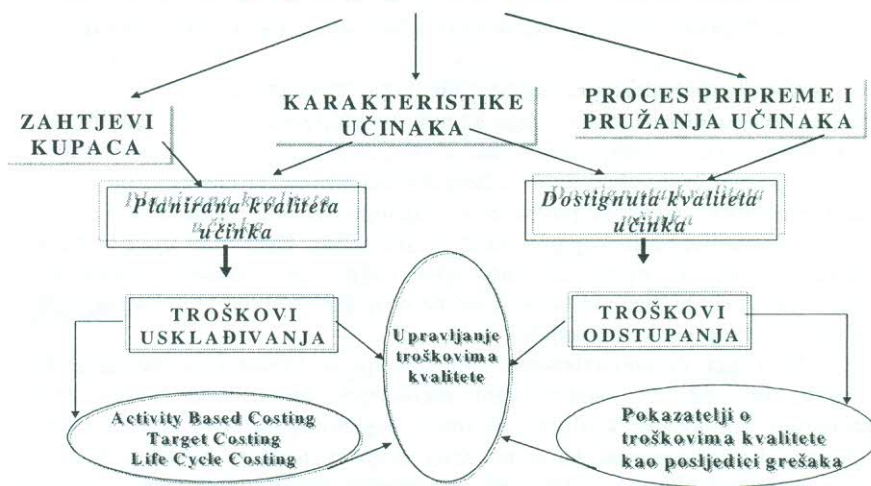 ZAHTJEVI
KUPACA
KARAKTERISTIKE
UČINAKA
PROCES PRIPREME I
PRUŽANJA UČINAKA
Planirana kvaliteta
učinka
Dostignuta kvaliteta
učinka
TROŠKOVI
USKLAĐIVANJA
Upravljanje
troškovima
kvalitete
TROŠKOVI
ODSTUPANJA
Activity Based Costing
Target Costing
Life Cycle Costing
Pokazatelji o
troškovima kvalitete
kao posljedici grešaka